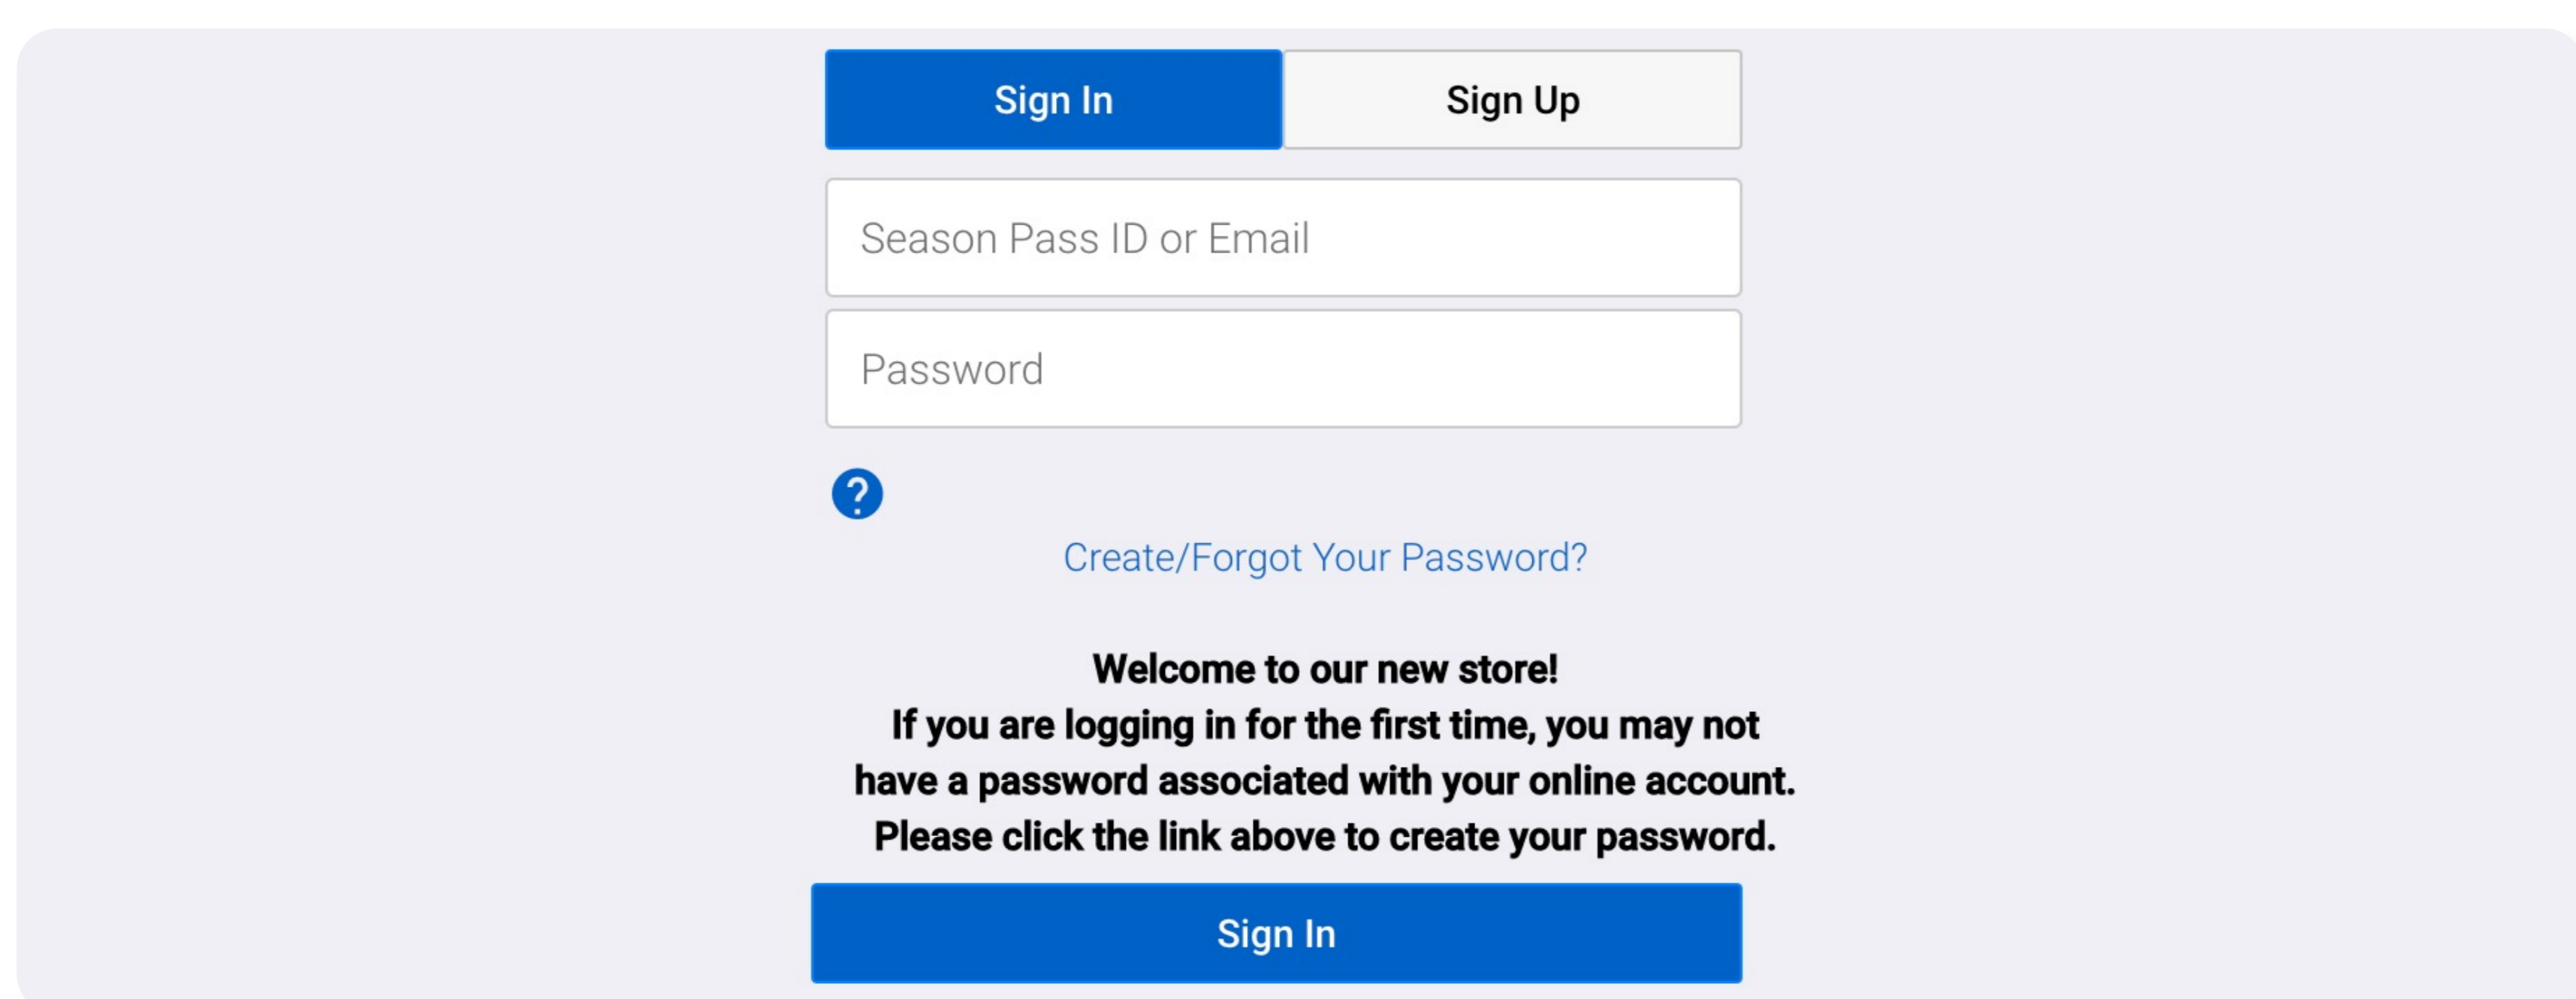 Sign In
Sign Up
Season Pass ID or Email
Password
?
Create/Forgot Your Password?
Welcome to our new store!
If you are logging in for the first time, you may not
have a password associated with your online account.
Please click the link above to create your password.
Sign In